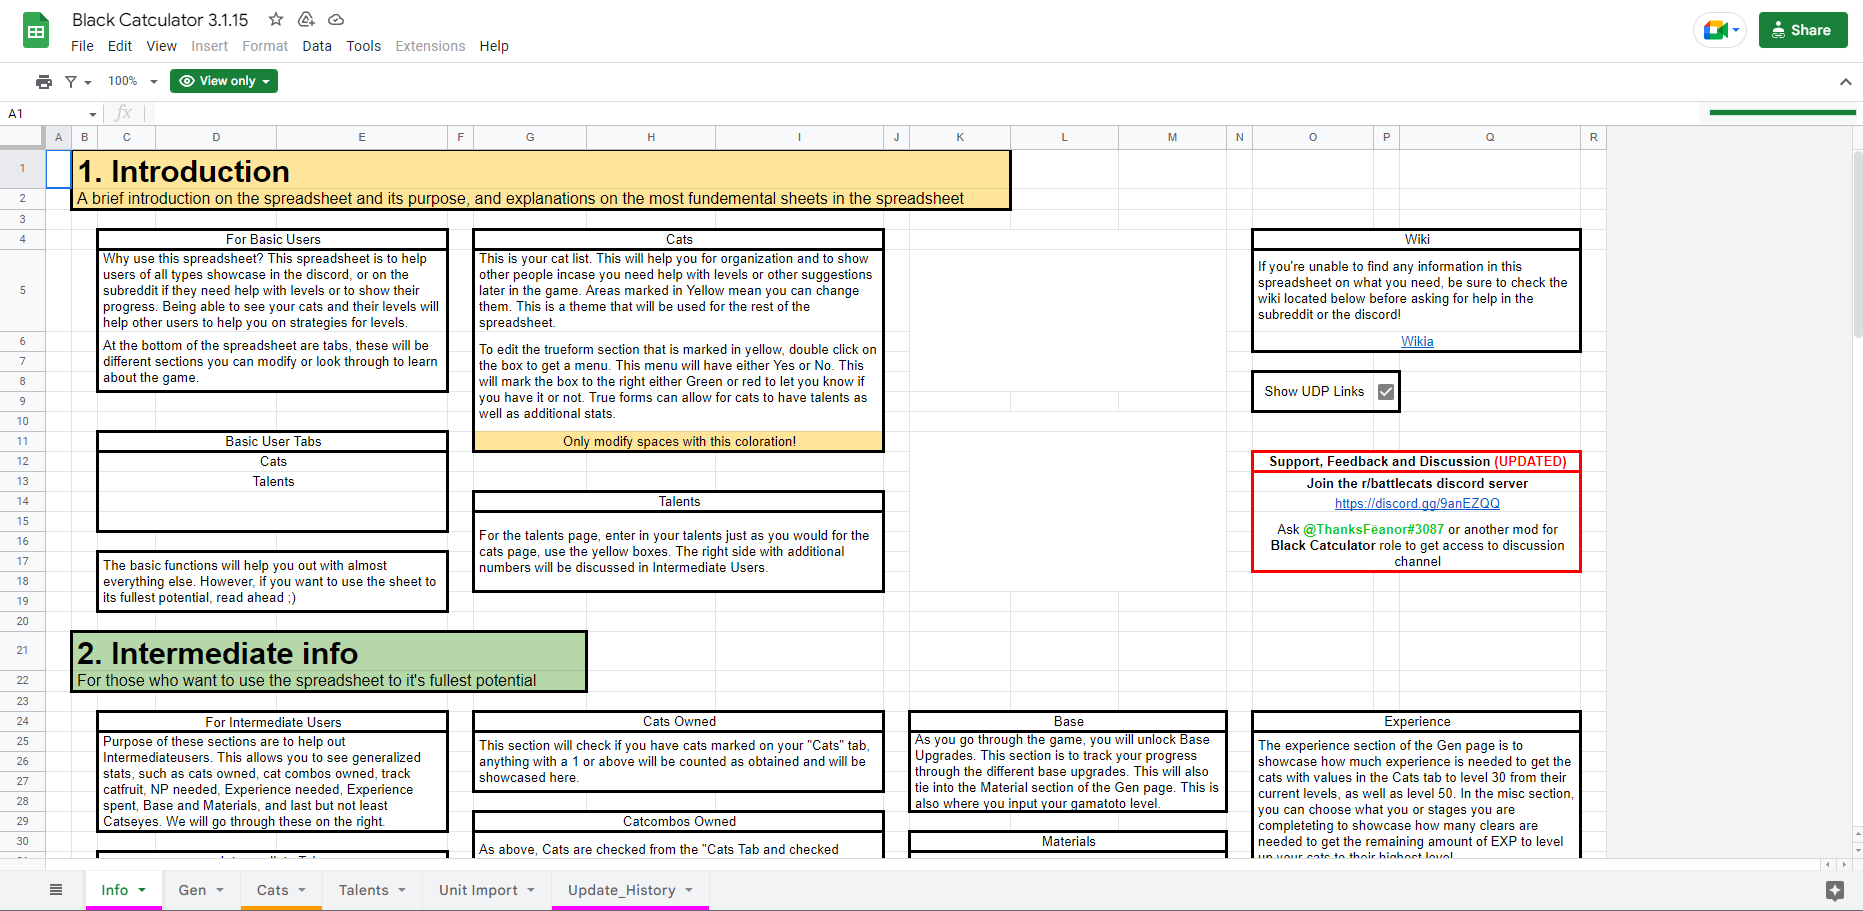 Black Catculator 3.1.15
File Edit View Insert Format Data Tools Extensions Help
Share
100% View only
A1 fx
A B C D E F G H I J K L M N O P Q R
1 1. Introduction
2 A brief introduction on the spreadsheet and its purpose, and explanations on the most fundemental sheets in the spreadsheet
3
4
For Basic Users
5
Why use this spreadsheet? This spreadsheet is to help
users of all types showcase in the discord, or on the
subreddit if they need help with levels or to show their
progress. Being able to see your cats and their levels will
help other users to help you on strategies for levels.
6
7
8
At the bottom of the spreadsheet are tabs, these will be
different sections you can modify or look through to learn
about the game.
9
10
11
Basic User Tabs
12
Cats
13
Talents
14
15
16
17
18
19
The basic functions will help you out with almost
everything else. However, if you want to use the sheet to
its fullest potential, read ahead ;)
Cats
This is your cat list. This will help you for organization and to show
other people incase you need help with levels or other suggestions
later in the game. Areas marked in Yellow mean you can change
them. This is a theme that will be used for the rest of the
spreadsheet.
To edit the trueform section that is marked in yellow, double click on
the box to get a menu. This menu will have either Yes or No. This
will mark the box to the right either Green or red to let you know if
you have it or not. True forms can allow for cats to have talents as
well as additional stats.
Only modify spaces with this coloration!
Talents
For the talents page, enter in your talents just as you would for the
cats page, use the yellow boxes. The right side with additional
numbers will be discussed in Intermediate Users.
Wiki
If you're unable to find any information in this
spreadsheet on what you need, be sure to check the
wiki located below before asking for help in the
subreddit or the discord!
Wikia
Show UDP Links
Support, Feedback and Discussion (UPDATED)
Join the r/battlecats discord server
https://discord.gg/9anEZQQ
Ask @ThanksFëanor#3087 or another mod for
Black Catculator role to get access to discussion
channel
20
21 2. Intermediate info
22 For those who want to use the spreadsheet to it's fullest potential
23
24
For Intermediate Users
25
26
27
28
29
30
Purpose of these sections are to help out
Intermediateusers. This allows you to see generalized
stats, such as cats owned, cat combos owned, track
catfruit, NP needed, Experience needed, Experience
spent, Base and Materials, and last but not least
Catseyes. We will go through these on the right.
Cats Owned
This section will check if you have cats marked on your "Cats" tab,
anything with a 1 or above will be counted as obtained and will be
showcased here.
Catcombos Owned
As above, Cats are checked from the "Cats Tab and checked
Base
As you go through the game, you will unlock Base
Upgrades. This section is to track your progress
through the different base upgrades. This will also
tie into the Material section of the Gen page. This is
also where you input your gamatoto level.
Materials
Experience
The experience section of the Gen page is to
showcase how much experience is needed to get the
cats with values in the Cats tab to level 30 from their
current levels, as well as level 50. In the misc section,
you can choose what you or stages you are
completeting to showcase how many clears are
needed to get the remaining amount of EXP to level
up your cats to their highest level
Info Gen Cats Talents Unit Import Update_History